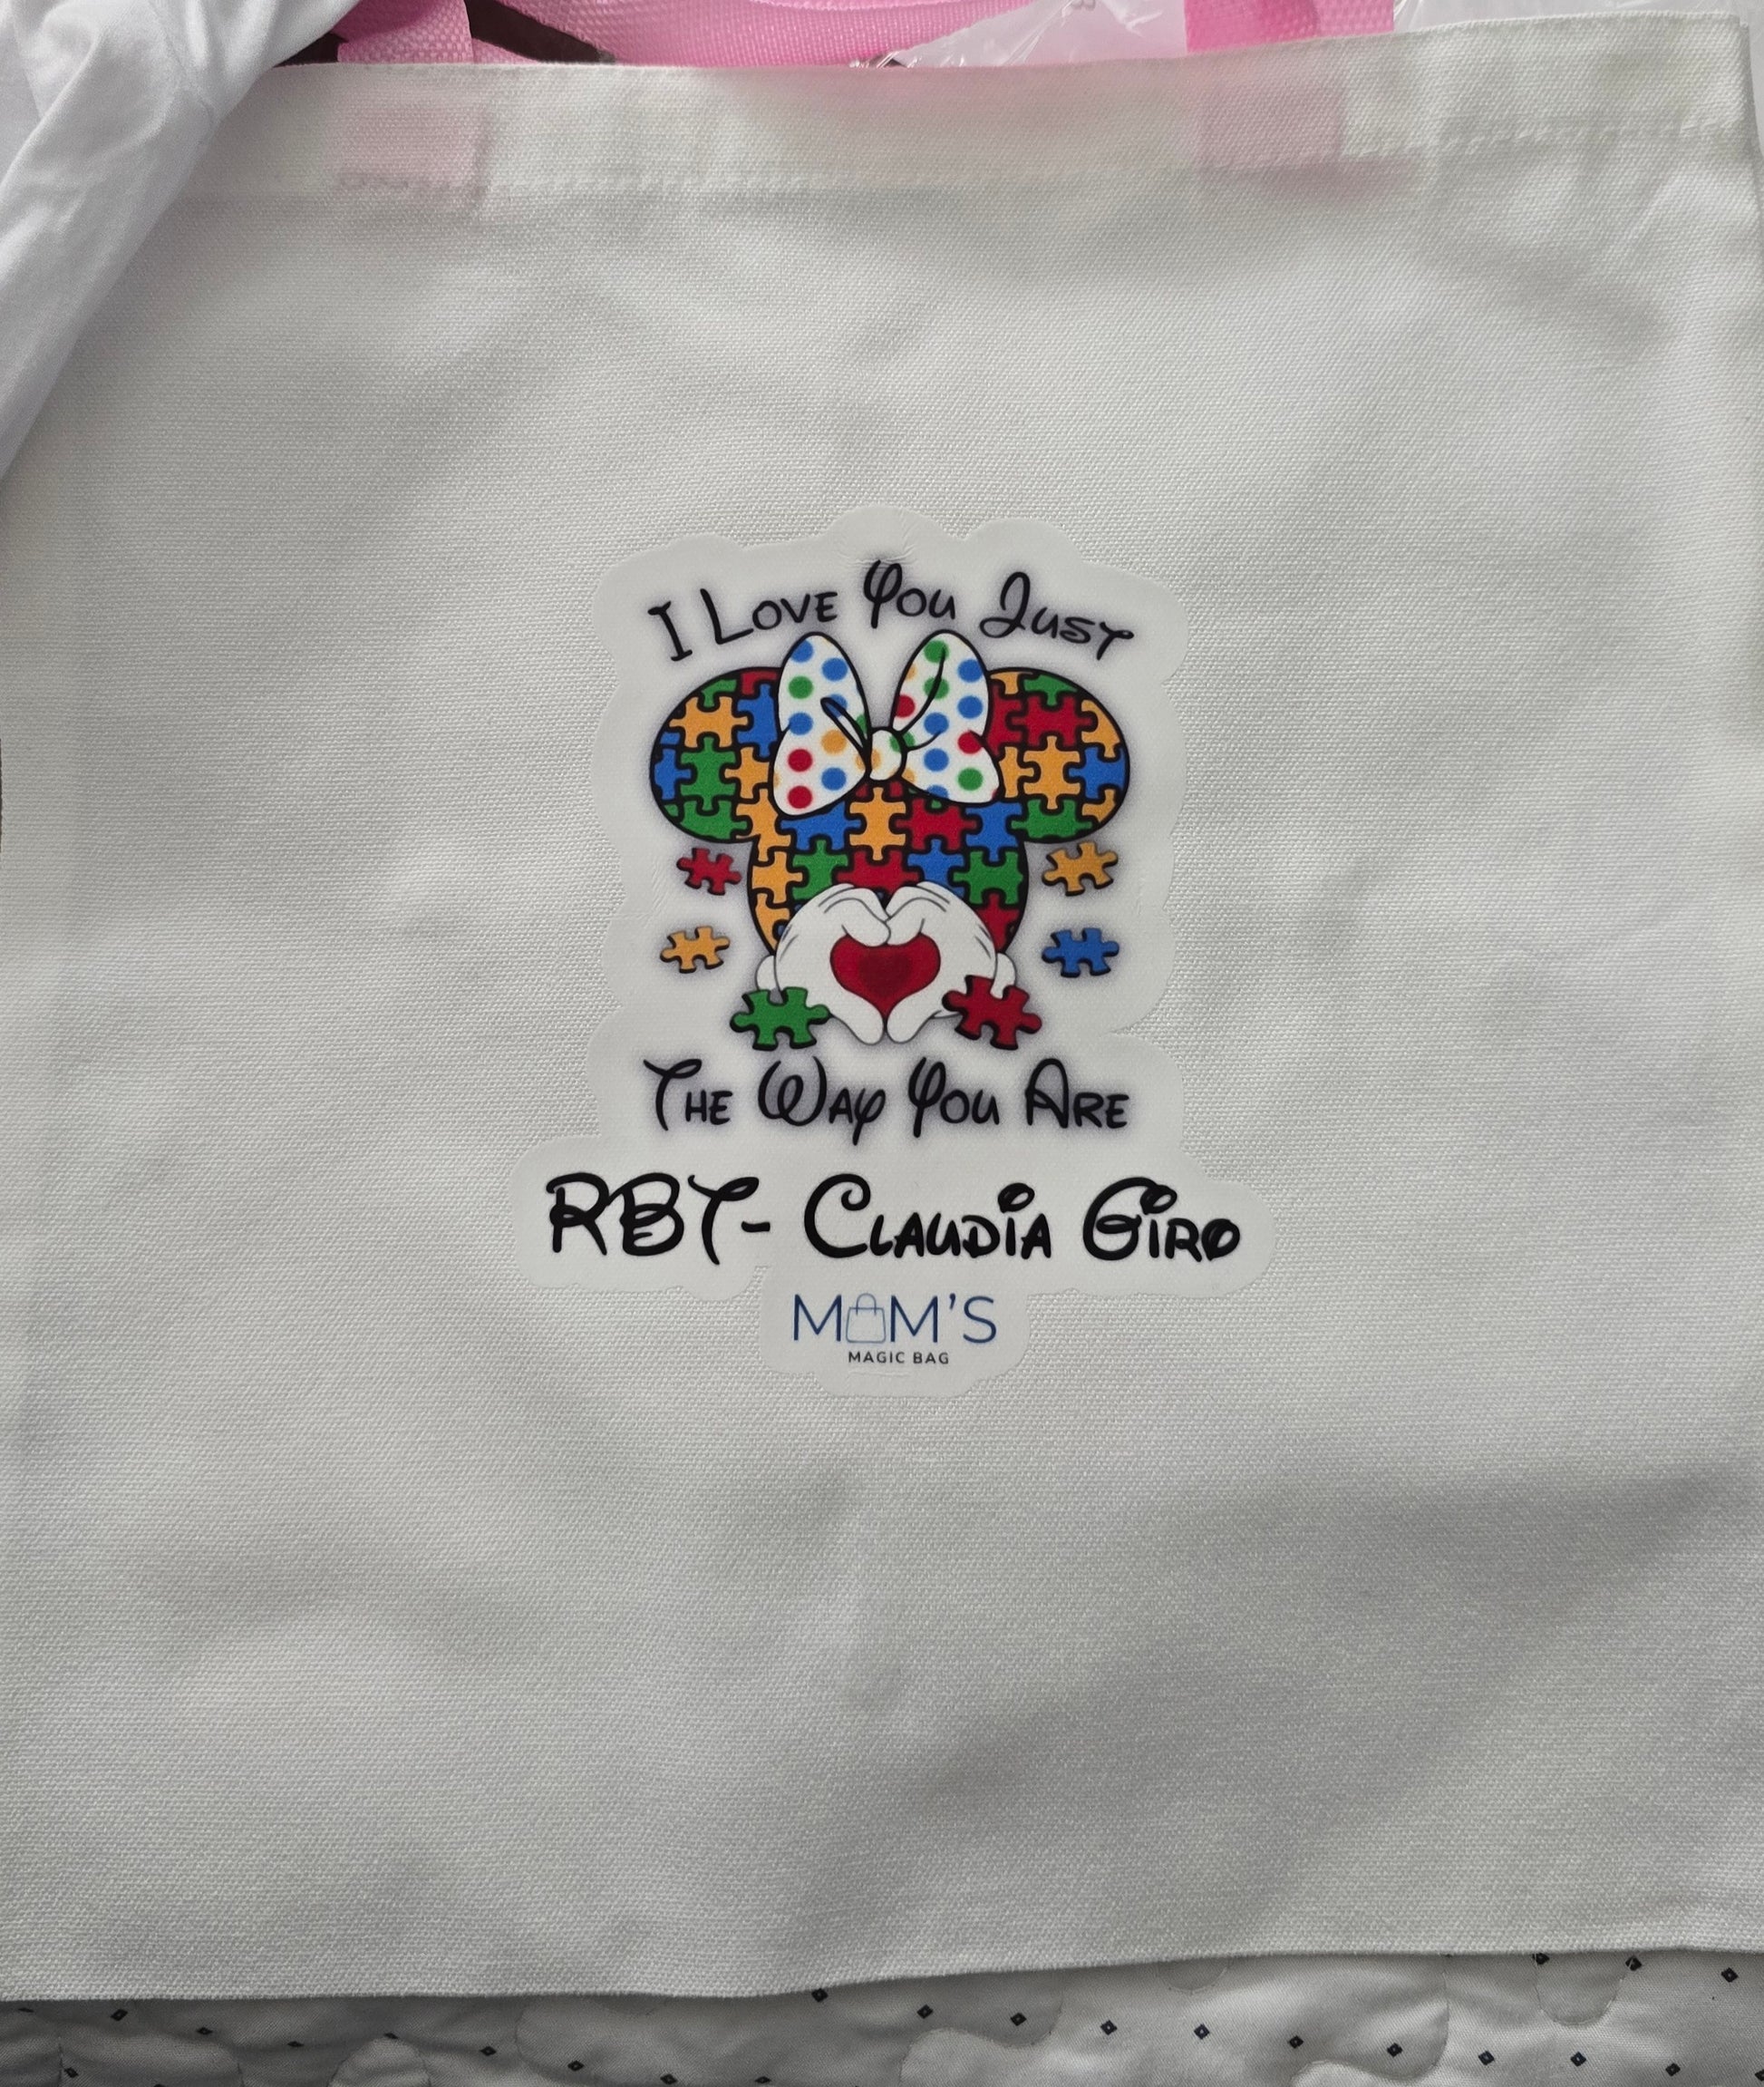 I Love You Just
The Way You Are
RBT- Claudia Giro
MOM'S
MAGIC BAG